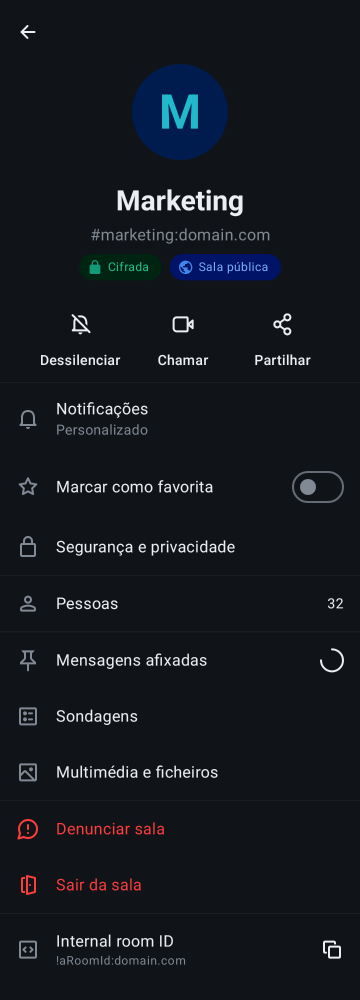 M
Marketing
#marketing:domain.com
Cifrada Sala pública
Dessilenciar Chamar Partilhar
Notificações
Personalizado
Marcar como favorita
Segurança e privacidade
Pessoas 32
Mensagens afixadas
Sondagens
Multimédia e ficheiros
Denunciar sala
Sair da sala
Internal room ID
!aRoomId:domain.com